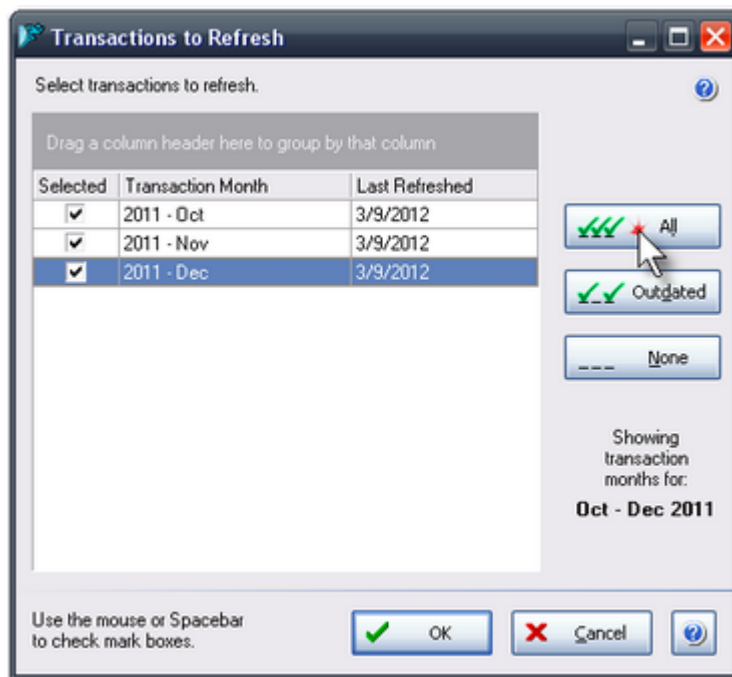 Transactions to Refresh
Select transactions to refresh.
Drag a column header here to group by that column
Selected Transaction Month Last Refreshed
2011 - Oct 3/9/2012
2011 - Nov 3/9/2012
2011 - Dec 3/9/2012
All
Outdated
None
Showing
transaction
months for:
Oct - Dec 2011
Use the mouse or Spacebar
to check mark boxes.
OK
Cancel